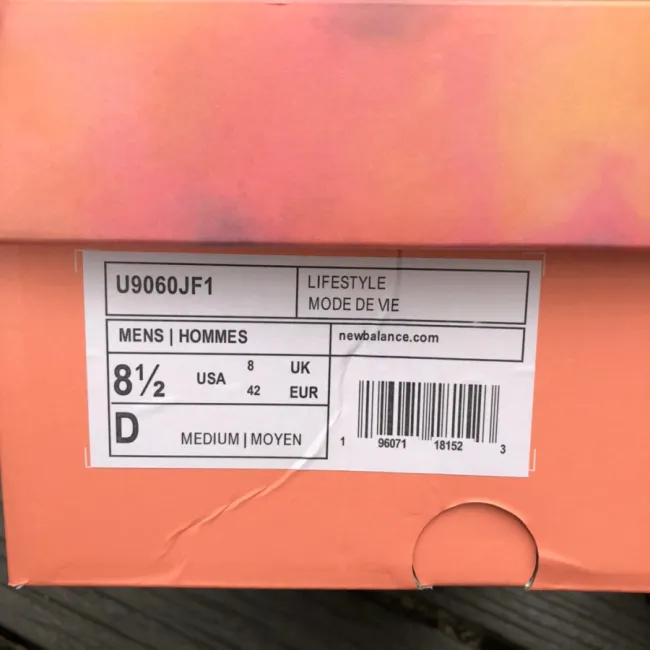 U9060JF1
LIFESTYLE
MODE DE VIE
MENS | HOMMES
newbalance.com
8½ USA 8 UK
42 EUR
D MEDIUM | MOYEN
1 96071 18152 3